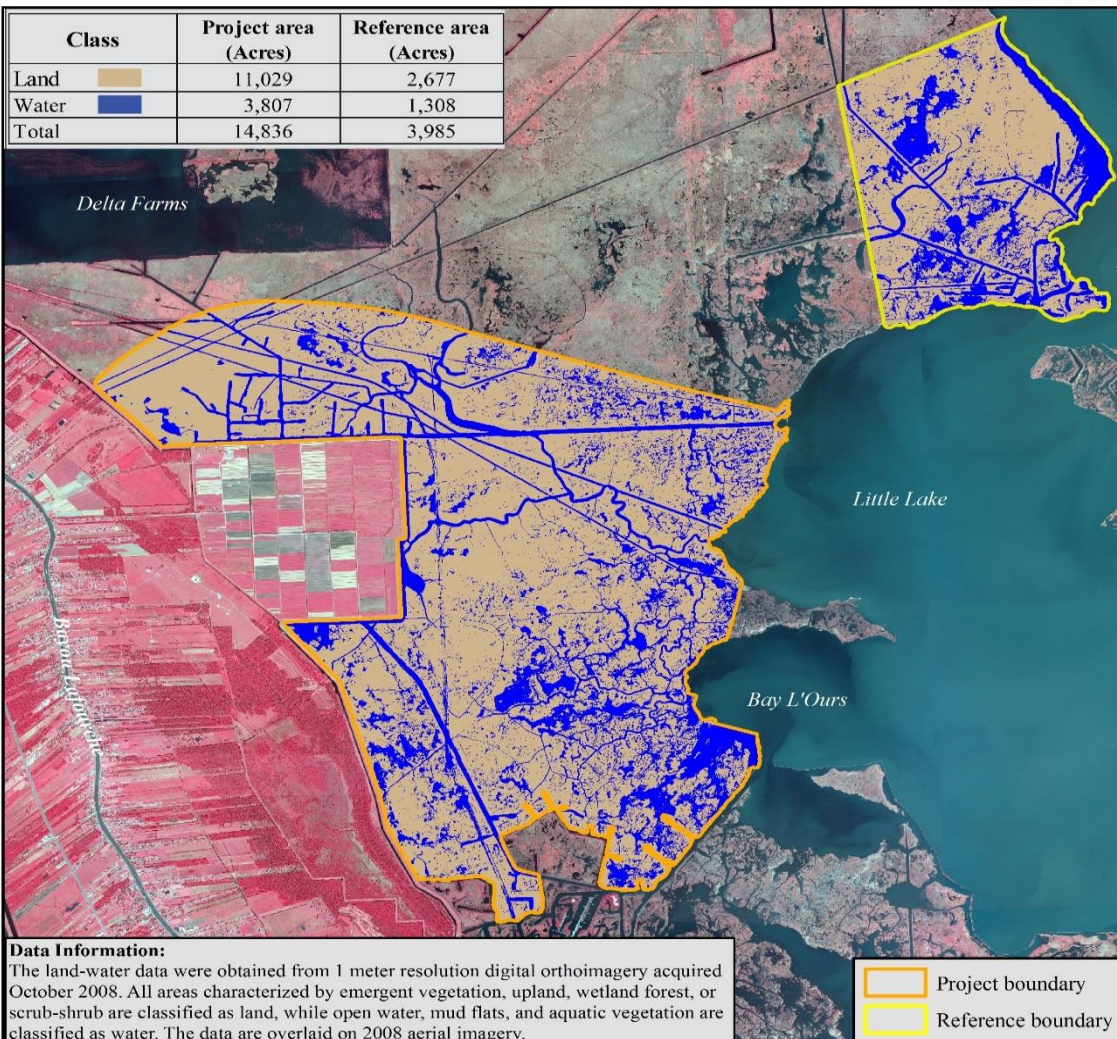 Class Project area (Acres) Reference area (Acres)
Land 11,029 2,677
Water 3,807 1,308
Total 14,836 3,985
Delta Farms
Little Lake
Bayou Lafourche
Bay L'Ours
Data Information:
The land-water data were obtained from 1 meter resolution digital orthoimagery acquired
October 2008. All areas characterized by emergent vegetation, upland, wetland forest, or
scrub-shrub are classified as land, while open water, mud flats, and aquatic vegetation are
classified as water. The data are overlaid on 2008 aerial imagery.
Project boundary
Reference boundary